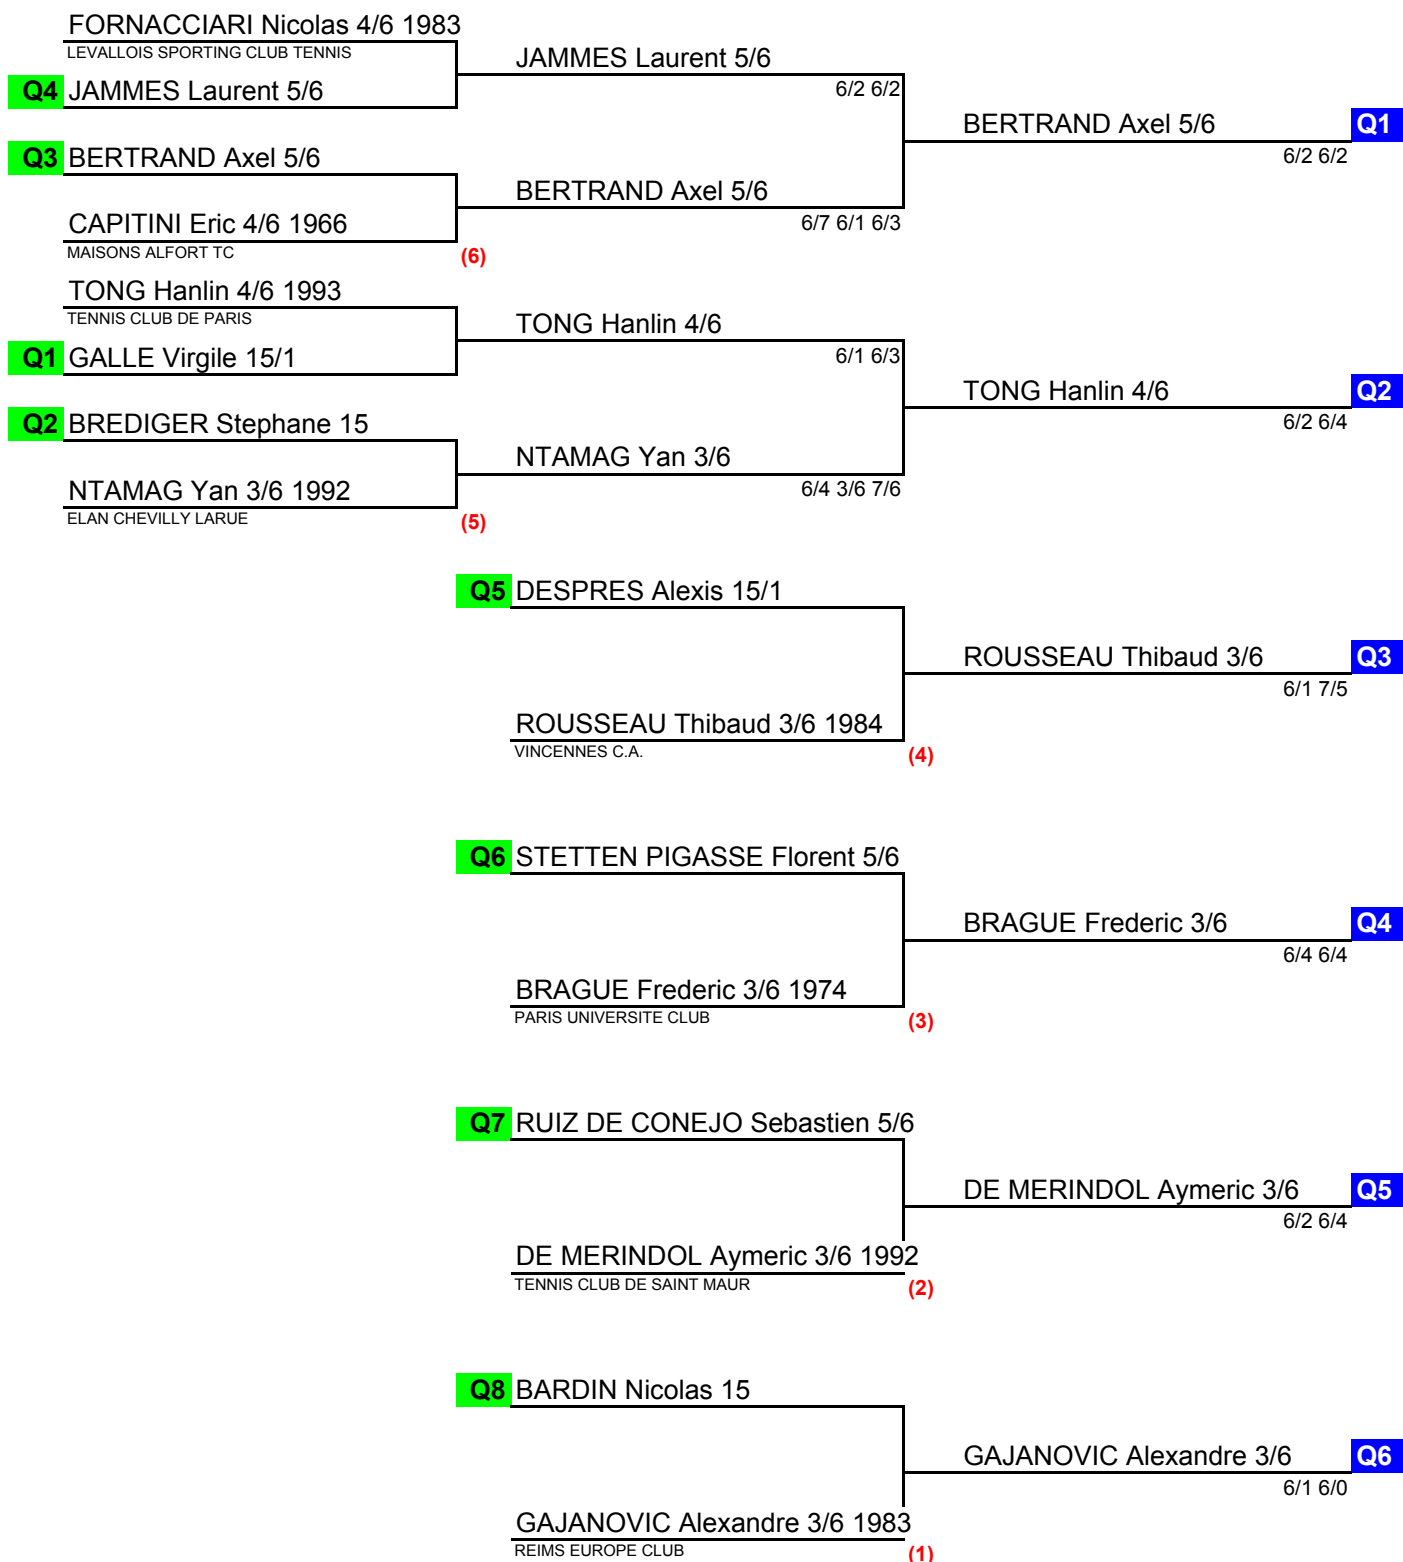 FORNACCIARI Nicolas 4/6 1983
LEVALLOIS SPORTING CLUB TENNIS
JAMMES Laurent 5/6
6/2 6/2
Q4 JAMMES Laurent 5/6
BERTRAND Axel 5/6 Q1
6/2 6/2
Q3 BERTRAND Axel 5/6
BERTRAND Axel 5/6
6/7 6/1 6/3
CAPITINI Eric 4/6 1966
MAISONS ALFORT TC
(6)
TONG Hanlin 4/6 1993
TENNIS CLUB DE PARIS
TONG Hanlin 4/6
6/1 6/3
Q1 GALLE Virgile 15/1
TONG Hanlin 4/6 Q2
6/2 6/4
Q2 BREDIGER Stephane 15
NTAMAG Yan 3/6
6/4 3/6 7/6
NTAMAG Yan 3/6 1992
ELAN CHEVILLY LARUE
(5)
Q5 DESPRES Alexis 15/1
ROUSSEAU Thibaud 3/6 Q3
6/1 7/5
ROUSSEAU Thibaud 3/6 1984
VINCENNES C.A.
(4)
Q6 STETTEN PIGASSE Florent 5/6
BRAGUE Frederic 3/6 Q4
6/4 6/4
BRAGUE Frederic 3/6 1974
PARIS UNIVERSITE CLUB
(3)
Q7 RUIZ DE CONEJO Sebastien 5/6
DE MERINDOL Aymeric 3/6 Q5
6/2 6/4
DE MERINDOL Aymeric 3/6 1992
TENNIS CLUB DE SAINT MAUR
(2)
Q8 BARDIN Nicolas 15
GAJANOVIC Alexandre 3/6 Q6
6/1 6/0
GAJANOVIC Alexandre 3/6 1983
REIMS EUROPE CLUB
(1)